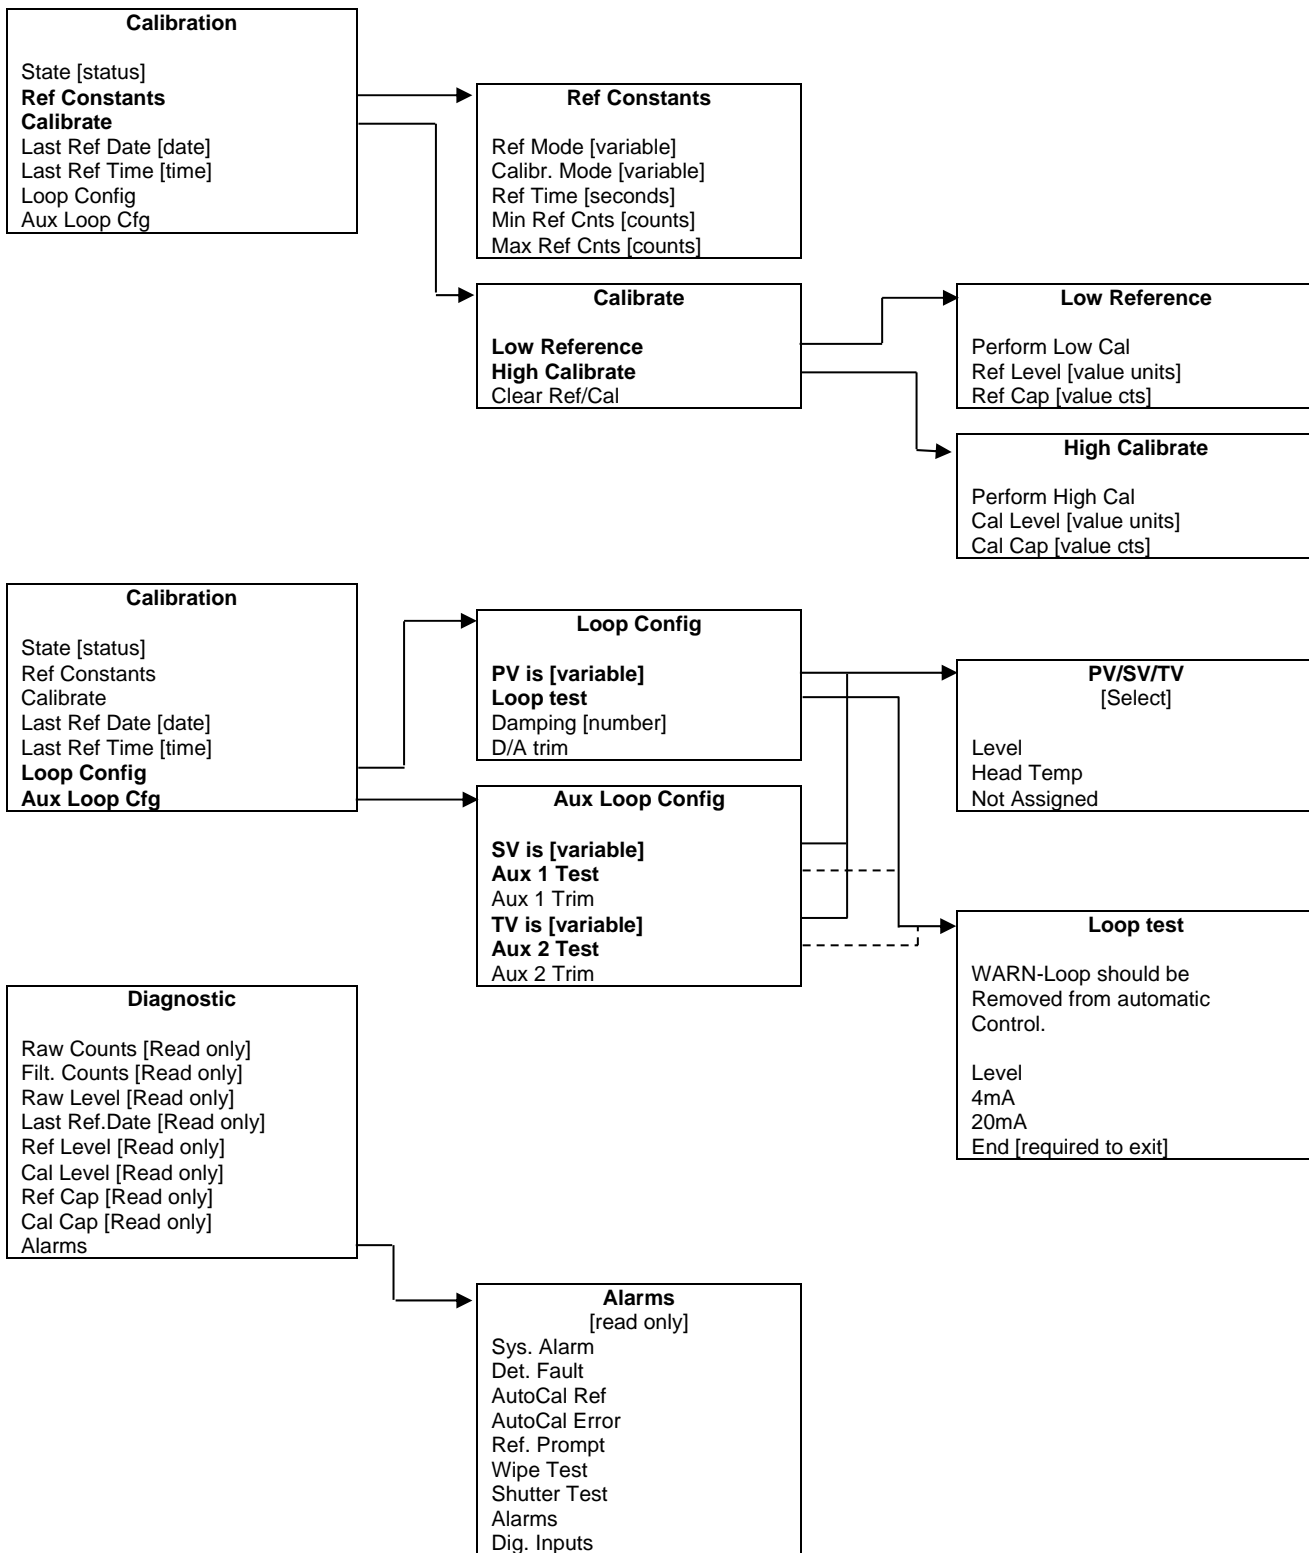 Calibration
State [status]
Ref Constants
Calibrate
Last Ref Date [date]
Last Ref Time [time]
Loop Config
Aux Loop Cfg
Ref Constants
Ref Mode [variable]
Calibr. Mode [variable]
Ref Time [seconds]
Min Ref Cnts [counts]
Max Ref Cnts [counts]
Calibrate
Low Reference
High Calibrate
Clear Ref/Cal
Low Reference
Perform Low Cal
Ref Level [value units]
Ref Cap [value cts]
High Calibrate
Perform High Cal
Cal Level [value units]
Cal Cap [value cts]
Calibration
State [status]
Ref Constants
Calibrate
Last Ref Date [date]
Last Ref Time [time]
Loop Config
Aux Loop Cfg
Loop Config
PV is [variable]
Loop test
Damping [number]
D/A trim
Aux Loop Config
SV is [variable]
Aux 1 Test
Aux 1 Trim
TV is [variable]
Aux 2 Test
Aux 2 Trim
PV/SV/TV
[Select]
Level
Head Temp
Not Assigned
Loop test
WARN-Loop should be
Removed from automatic
Control.
Level
4mA
20mA
End [required to exit]
Diagnostic
Raw Counts [Read only]
Filt. Counts [Read only]
Raw Level [Read only]
Last Ref.Date [Read only]
Ref Level [Read only]
Cal Level [Read only]
Ref Cap [Read only]
Cal Cap [Read only]
Alarms
Alarms
[read only]
Sys. Alarm
Det. Fault
AutoCal Ref
AutoCal Error
Ref. Prompt
Wipe Test
Shutter Test
Alarms
Dig. Inputs